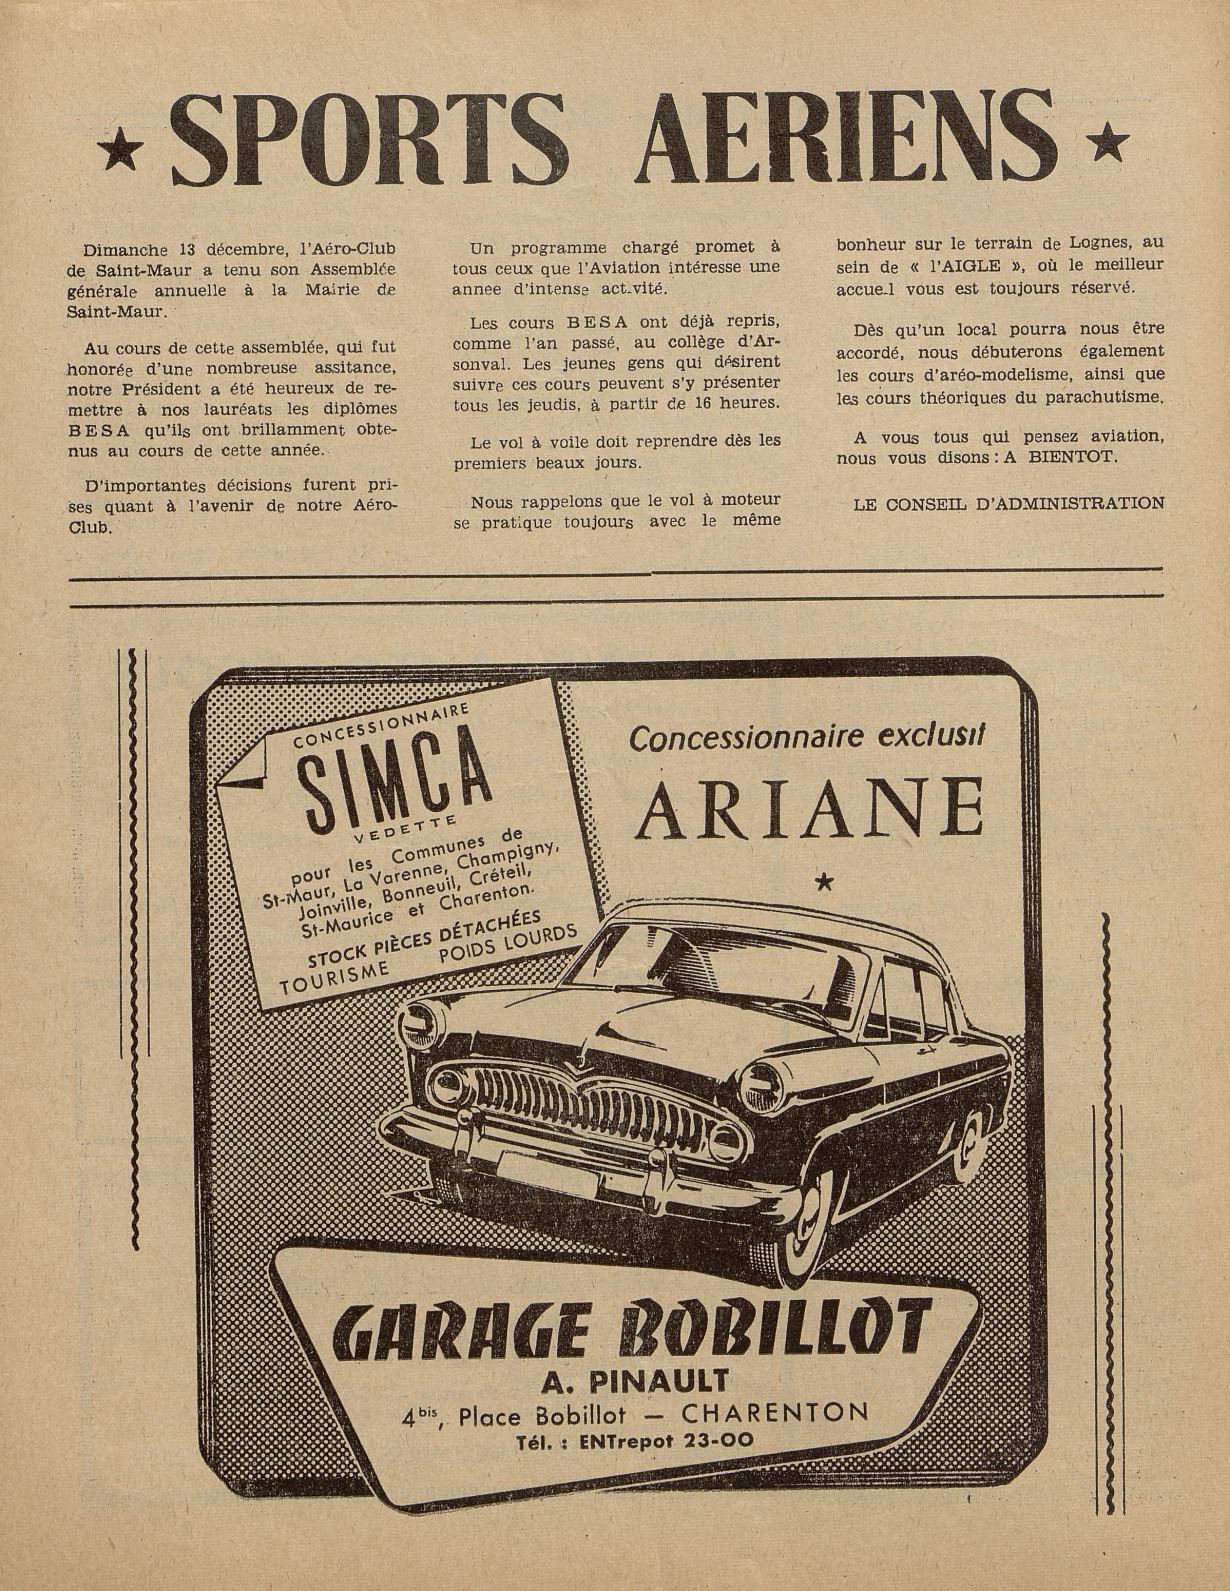 ★ SPORTS AERIENS ★
Dimanche 13 décembre, l'Aéro-Club
de Saint-Maur a tenu son Assemblée
générale annuelle à la Mairie de
Saint-Maur.
Au cours de cette assemblée, qui fut
honorée d'une nombreuse assitance,
notre Président a été heureux de re-
mettre à nos lauréats les diplômes
BESA qu'ils ont brillamment obte-
nus au cours de cette année.
D'importantes décisions furent pri-
ses quant à l'avenir de notre Aéro-
Club.
Un programme chargé promet à
tous ceux que l'Aviation intéresse une
annee d'intense activité.
Les cours BESA ont déjà repris,
comme l'an passé, au collège d'Ar-
sonval. Les jeunes gens qui désirent
suivre ces cours peuvent s'y présenter
tous les jeudis, à partir de 16 heures.
Le vol à voile doit reprendre dès les
premiers beaux jours.
Nous rappelons que le vol à moteur
se pratique toujours avec le même
bonheur sur le terrain de Lognes, au
sein de « l'AIGLE », où le meilleur
accueil vous est toujours réservé.
Dès qu'un local pourra nous être
accordé, nous débuterons également
les cours d'aréo-modelisme, ainsi que
les cours théoriques du parachutisme.
A vous tous qui pensez aviation,
nous vous disons : A BIENTOT.
LE CONSEIL D'ADMINISTRATION
CONCESSIONNAIRE
SIMCA
VEDETTE
pour les Communes de
St-Maur, La Varenne, Champigny,
Joinville, Bonneuil, Créteil,
St-Maurice et Charenton.
STOCK PIÈCES DÉTACHÉES
TOURISME POIDS LOURDS
Concessionnaire exclusif
ARIANE
★
GARAGE BOBILLOT
A. PINAULT
4bis, Place Bobillot — CHARENTON
Tél. : ENTrepot 23-00